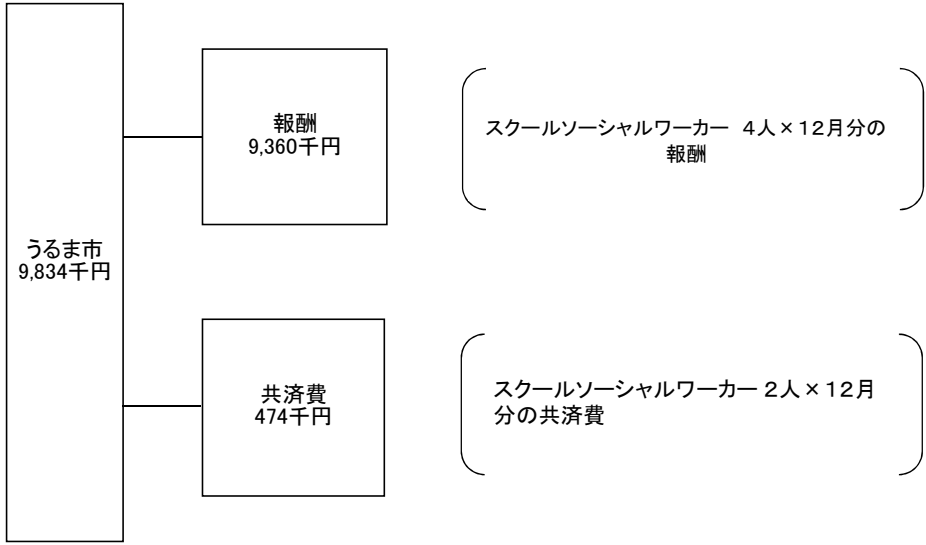 うるま市
9,834千円
報酬
9,360千円
スクールソーシャルワーカー 4人×12月分の
報酬
共済費
474千円
スクールソーシャルワーカー 2人×12月
分の共済費